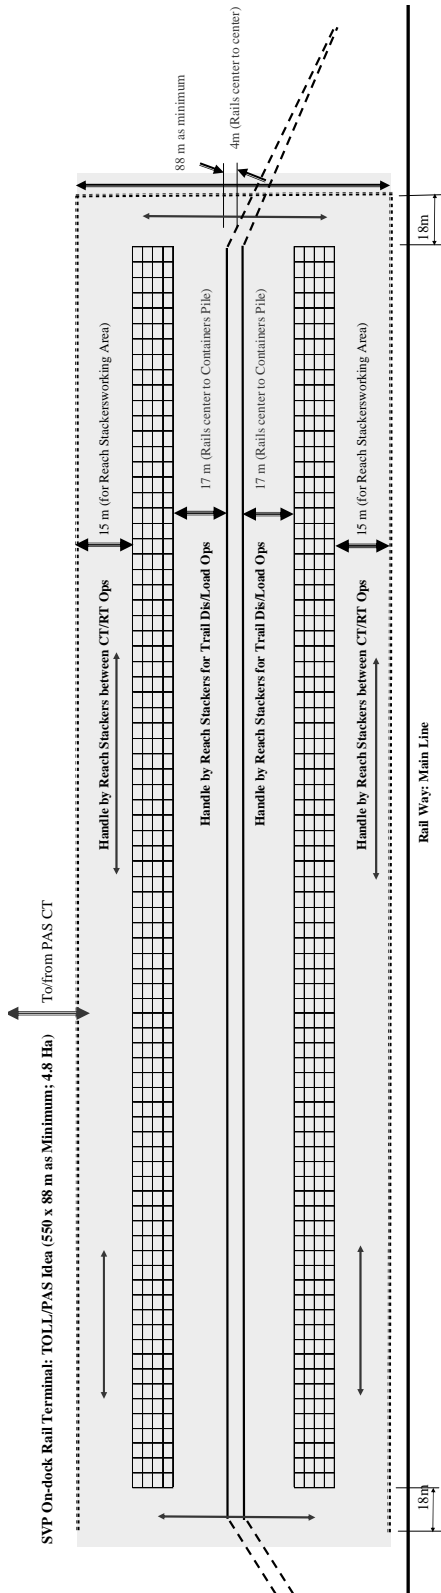 SVP On-dock Rail Terminal: TOLL/PAS Idea (550 x 88 m as Minimum; 4.8 Ha)
To/from PAS CT
Handle by Reach Stackers between CT/RT Ops
15 m (for Reach Stackersworking Area)
88 m as minimum
4m (Rails center to center)
Handle by Reach Stackers for Trail Dis/Load Ops
17 m (Rails center to Containers Pile)
Handle by Reach Stackers for Trail Dis/Load Ops
17 m (Rails center to Containers Pile)
Handle by Reach Stackers between CT/RT Ops
15 m (for Reach Stackersworking Area)
18m
18m
Rail Way: Main Line